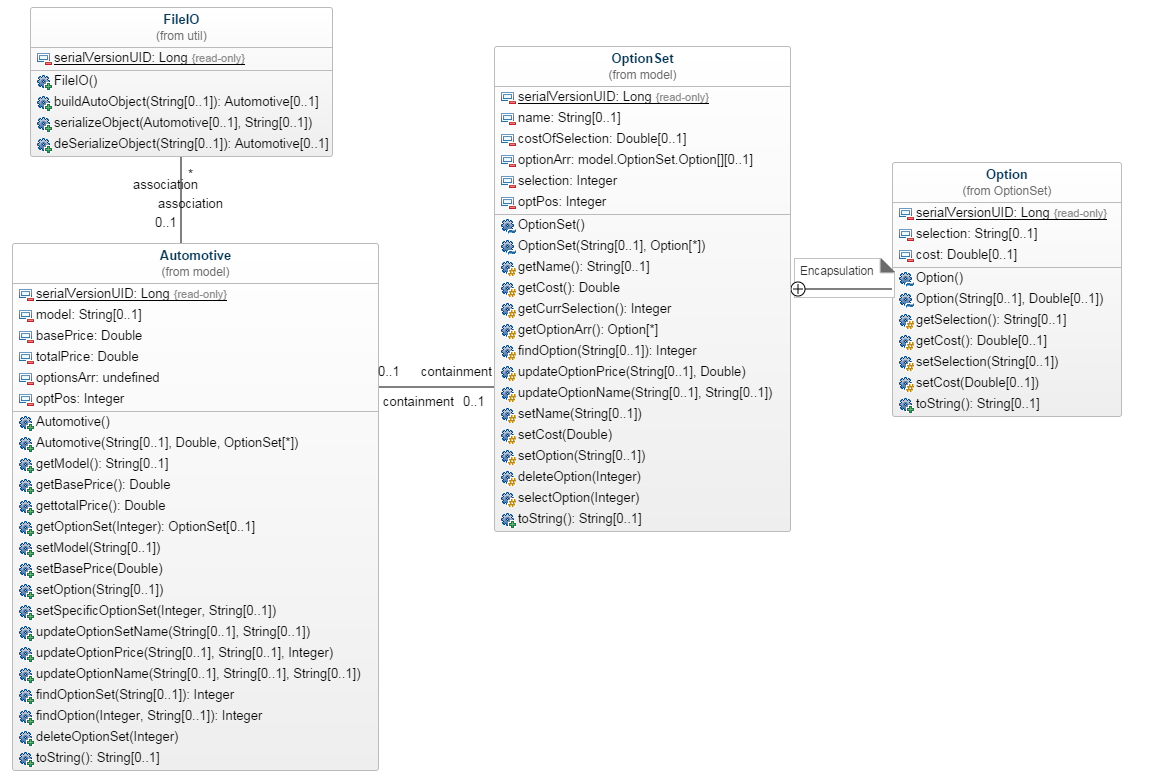 FileIO
(from util)
serialVersionUID: Long {read-only}
FileIO()
buildAutoObject(String[0..1]): Automotive[0..1]
serializeObject(Automotive[0..1], String[0..1])
deSerializeObject(String[0..1]): Automotive[0..1]
*
association
association
0..1
Automotive
(from model)
serialVersionUID: Long {read-only}
model: String[0..1]
basePrice: Double
totalPrice: Double
optionsArr: undefined
optPos: Integer
Automotive()
Automotive(String[0..1], Double, OptionSet[*])
getModel(): String[0..1]
getBasePrice(): Double
gettotalPrice(): Double
getOptionSet(Integer): OptionSet[0..1]
setModel(String[0..1])
setBasePrice(Double)
setOption(String[0..1])
setSpecificOptionSet(Integer, String[0..1])
updateOptionSetName(String[0..1], String[0..1])
updateOptionPrice(String[0..1], String[0..1], Integer)
updateOptionName(String[0..1], String[0..1], String[0..1])
findOptionSet(String[0..1]): Integer
findOption(Integer, String[0..1]): Integer
deleteOptionSet(Integer)
toString(): String[0..1]
0..1 containment
containment 0..1
OptionSet
(from model)
serialVersionUID: Long {read-only}
name: String[0..1]
costOfSelection: Double[0..1]
optionArr: model.OptionSet.Option[][0..1]
selection: Integer
optPos: Integer
OptionSet()
OptionSet(String[0..1], Option[*])
getName(): String[0..1]
getCost(): Double
getCurrSelection(): Integer
getOptionArr(): Option[*]
findOption(String[0..1]): Integer
updateOptionPrice(String[0..1], Double)
updateOptionName(String[0..1], String[0..1])
setName(String[0..1])
setCost(Double)
setOption(String[0..1])
deleteOption(Integer)
selectOption(Integer)
toString(): String[0..1]
Encapsulation
Option
(from OptionSet)
serialVersionUID: Long {read-only}
selection: String[0..1]
cost: Double[0..1]
Option()
Option(String[0..1], Double[0..1])
getSelection(): String[0..1]
getCost(): Double[0..1]
setSelection(String[0..1])
setCost(Double[0..1])
toString(): String[0..1]